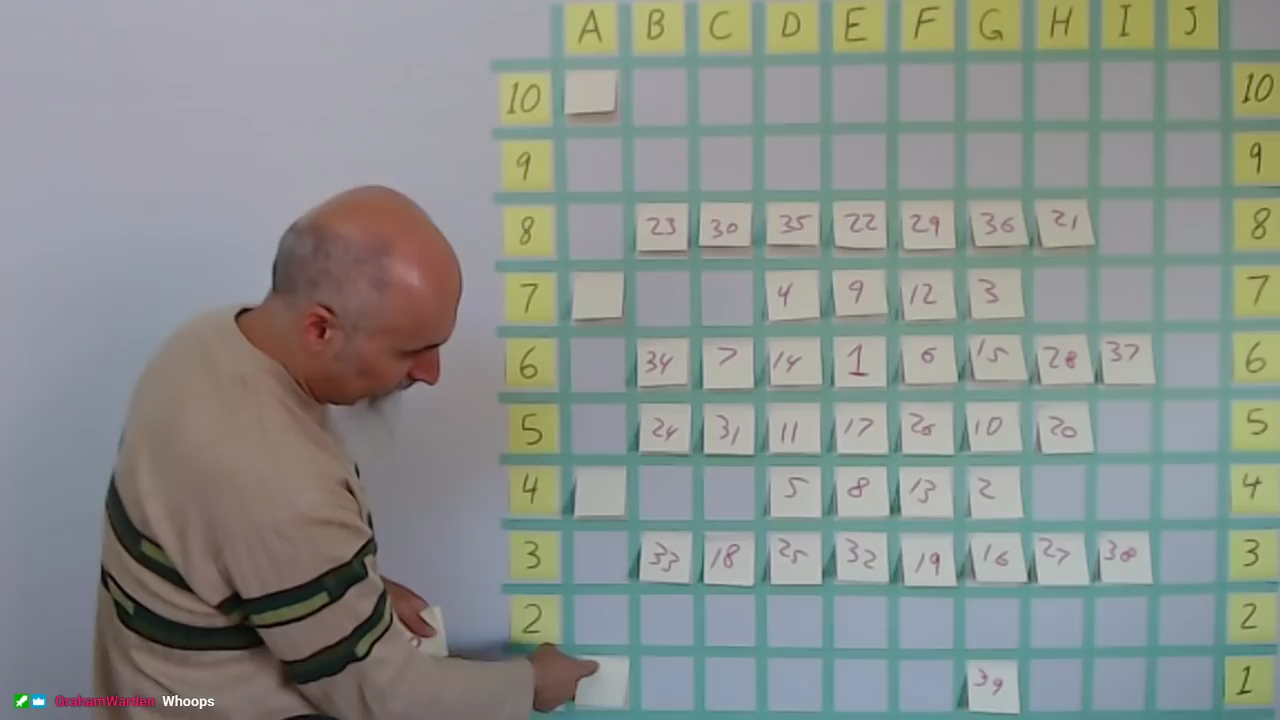 A B C D E F G H I J
10 10
9 9
8 23 30 35 22 29 36 21 8
7 4 9 12 3 7
6 34 7 14 1 6 15 28 37 6
5 24 31 11 17 26 10 20 5
4 5 8 13 2 4
3 33 18 25 32 19 16 27 38 3
2 2
39 1
GrahamWarden Whoops